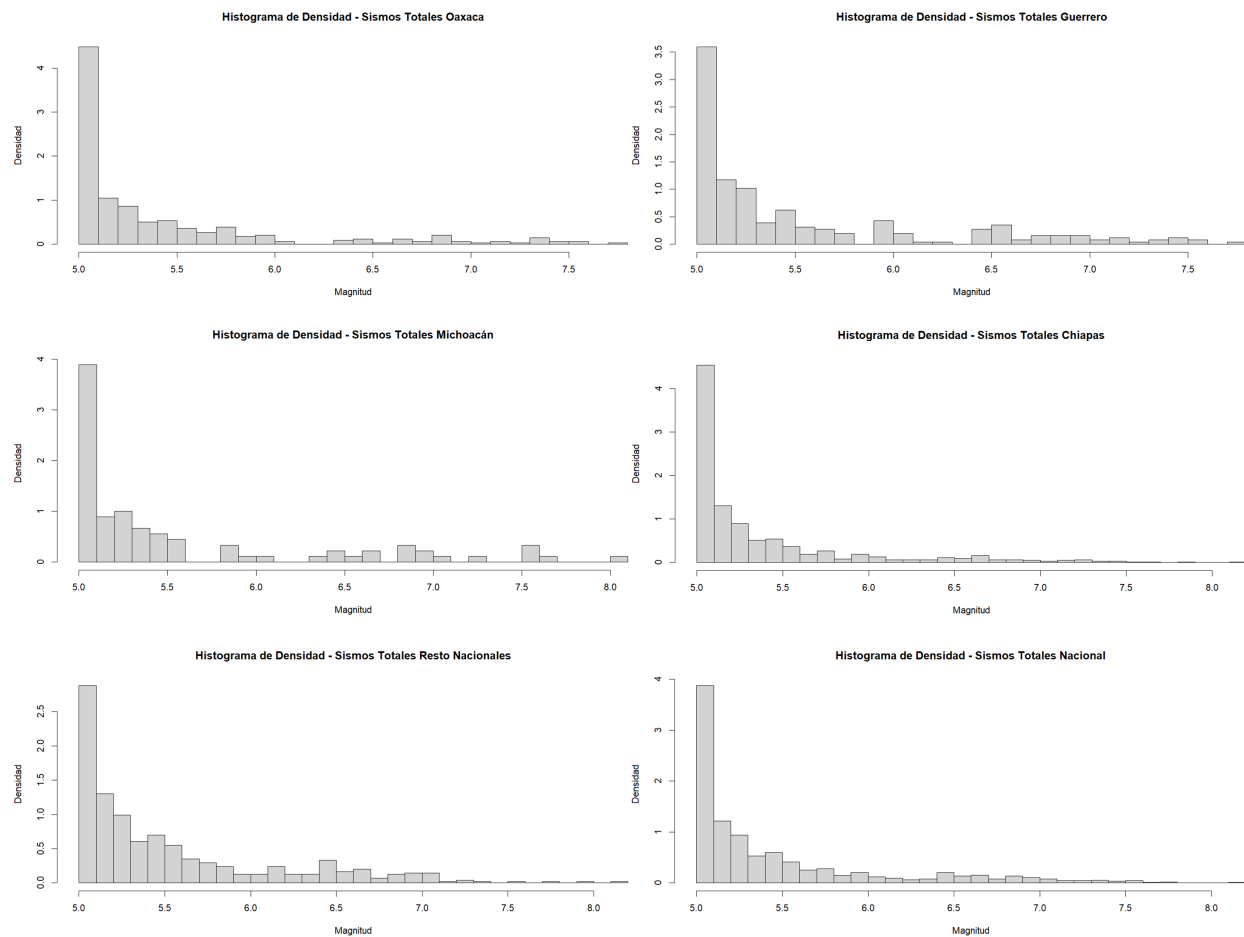 Histograma de Densidad - Sismos Totales Oaxaca
Densidad
0 1 2 3 4
5.0 5.5 6.0 6.5 7.0 7.5
Magnitud
Histograma de Densidad - Sismos Totales Guerrero
Densidad
0.0 0.5 1.0 1.5 2.0 2.5 3.0 3.5
5.0 5.5 6.0 6.5 7.0 7.5
Magnitud
Histograma de Densidad - Sismos Totales Michoacán
Densidad
0 1 2 3 4
5.0 5.5 6.0 6.5 7.0 7.5 8.0
Magnitud
Histograma de Densidad - Sismos Totales Chiapas
Densidad
0 1 2 3 4
5.0 5.5 6.0 6.5 7.0 7.5 8.0
Magnitud
Histograma de Densidad - Sismos Totales Resto Nacionales
Densidad
0.0 0.5 1.0 1.5 2.0 2.5
5.0 5.5 6.0 6.5 7.0 7.5 8.0
Magnitud
Histograma de Densidad - Sismos Totales Nacional
Densidad
0 1 2 3 4
5.0 5.5 6.0 6.5 7.0 7.5 8.0
Magnitud